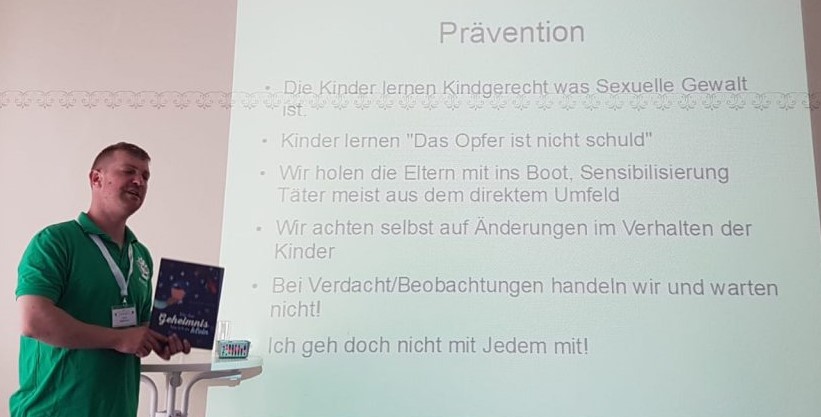 Prävention
• Die Kinder lernen Kindgerecht was Sexuelle Gewalt
ist.
• Kinder lernen "Das Opfer ist nicht schuld"
• Wir holen die Eltern mit ins Boot, Sensibilisierung
Täter meist aus dem direktem Umfeld
• Wir achten selbst auf Änderungen im Verhalten der
Kinder
• Bei Verdacht/Beobachtungen handeln wir und warten
nicht!
Ich geh doch nicht mit Jedem mit!
Geheimnis
klein